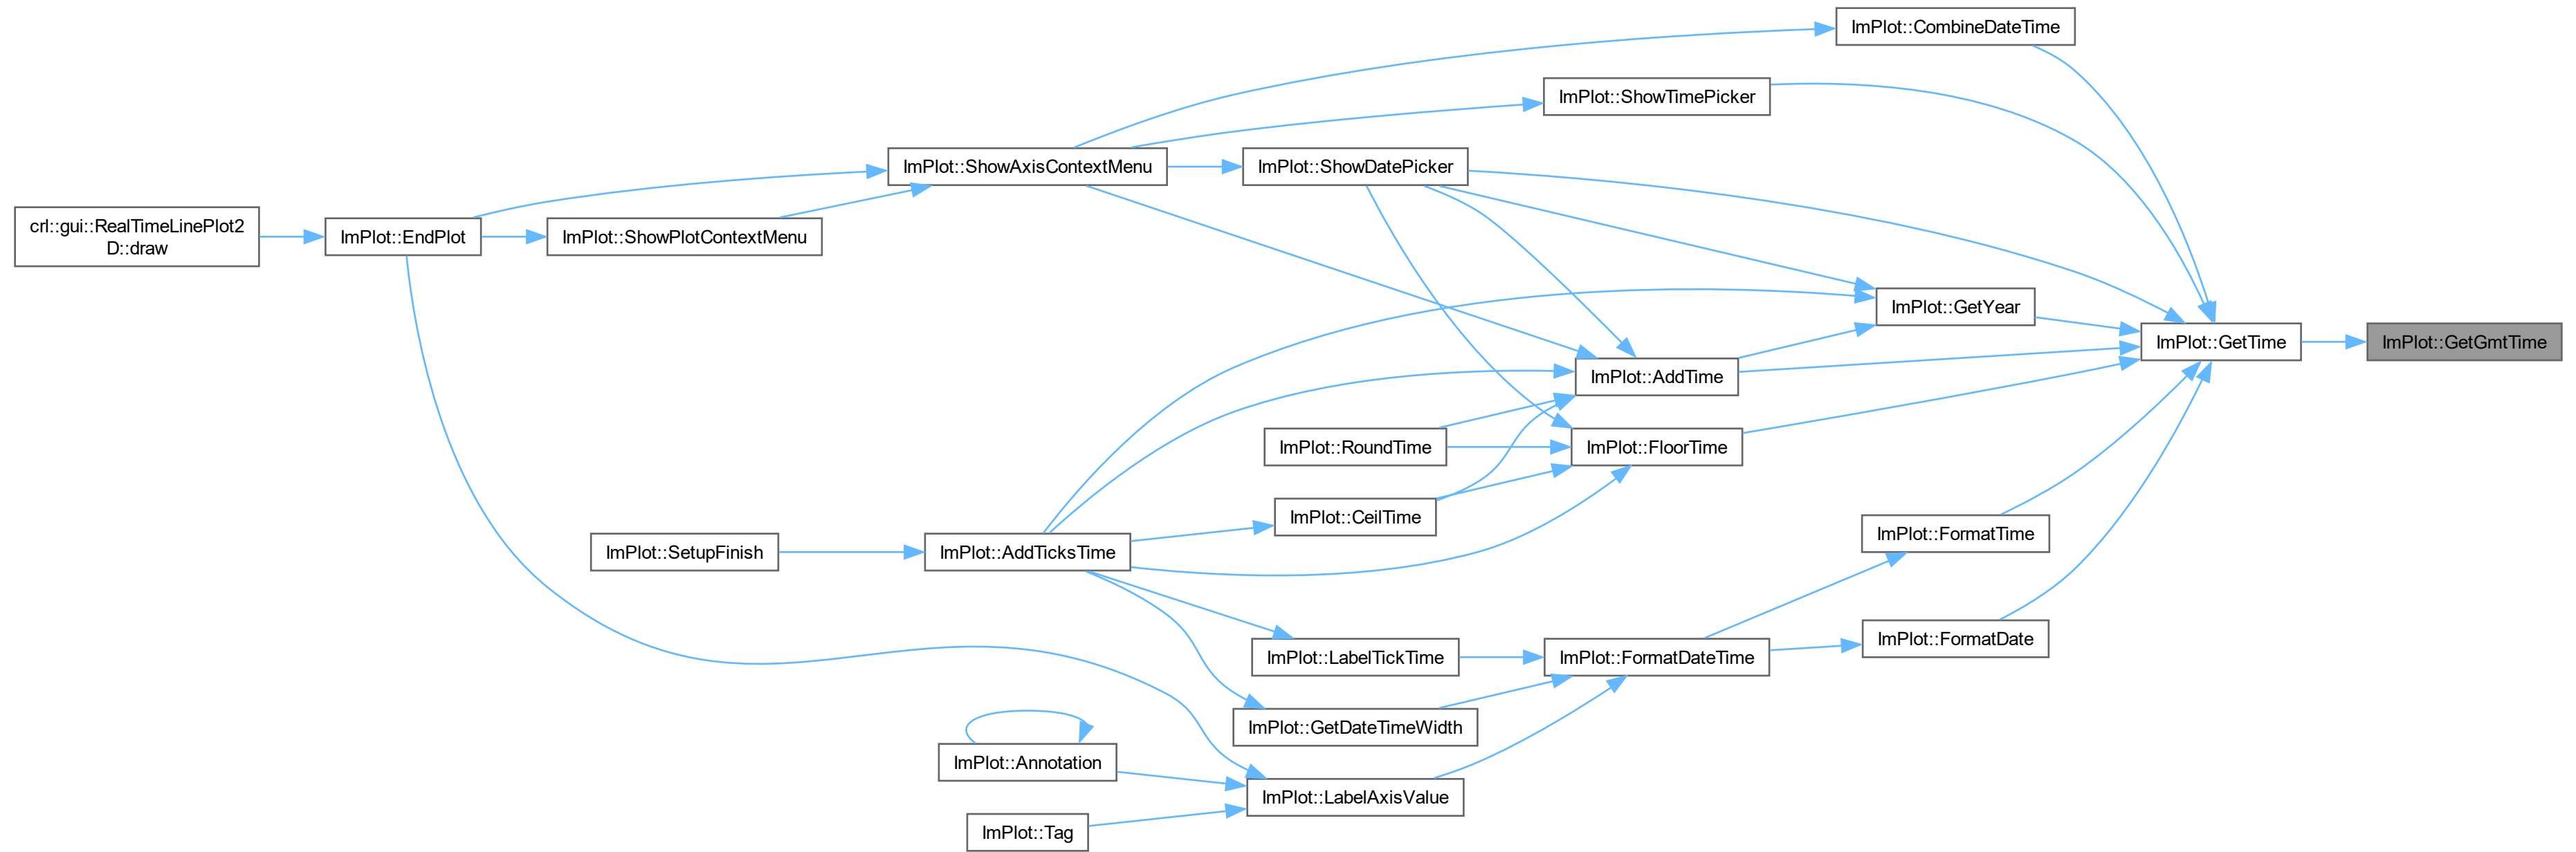 ImPlot::CombineDateTime
ImPlot::ShowTimePicker
ImPlot::ShowAxisContextMenu
ImPlot::ShowDatePicker
crl::gui::RealTimeLinePlot2
D::draw
ImPlot::EndPlot
ImPlot::ShowPlotContextMenu
ImPlot::GetYear
ImPlot::GetTime
ImPlot::GetGmtTime
ImPlot::AddTime
ImPlot::RoundTime
ImPlot::FloorTime
ImPlot::CeilTime
ImPlot::FormatTime
ImPlot::SetupFinish
ImPlot::AddTicksTime
ImPlot::FormatDate
ImPlot::LabelTickTime
ImPlot::FormatDateTime
ImPlot::GetDateTimeWidth
ImPlot::Annotation
ImPlot::LabelAxisValue
ImPlot::Tag